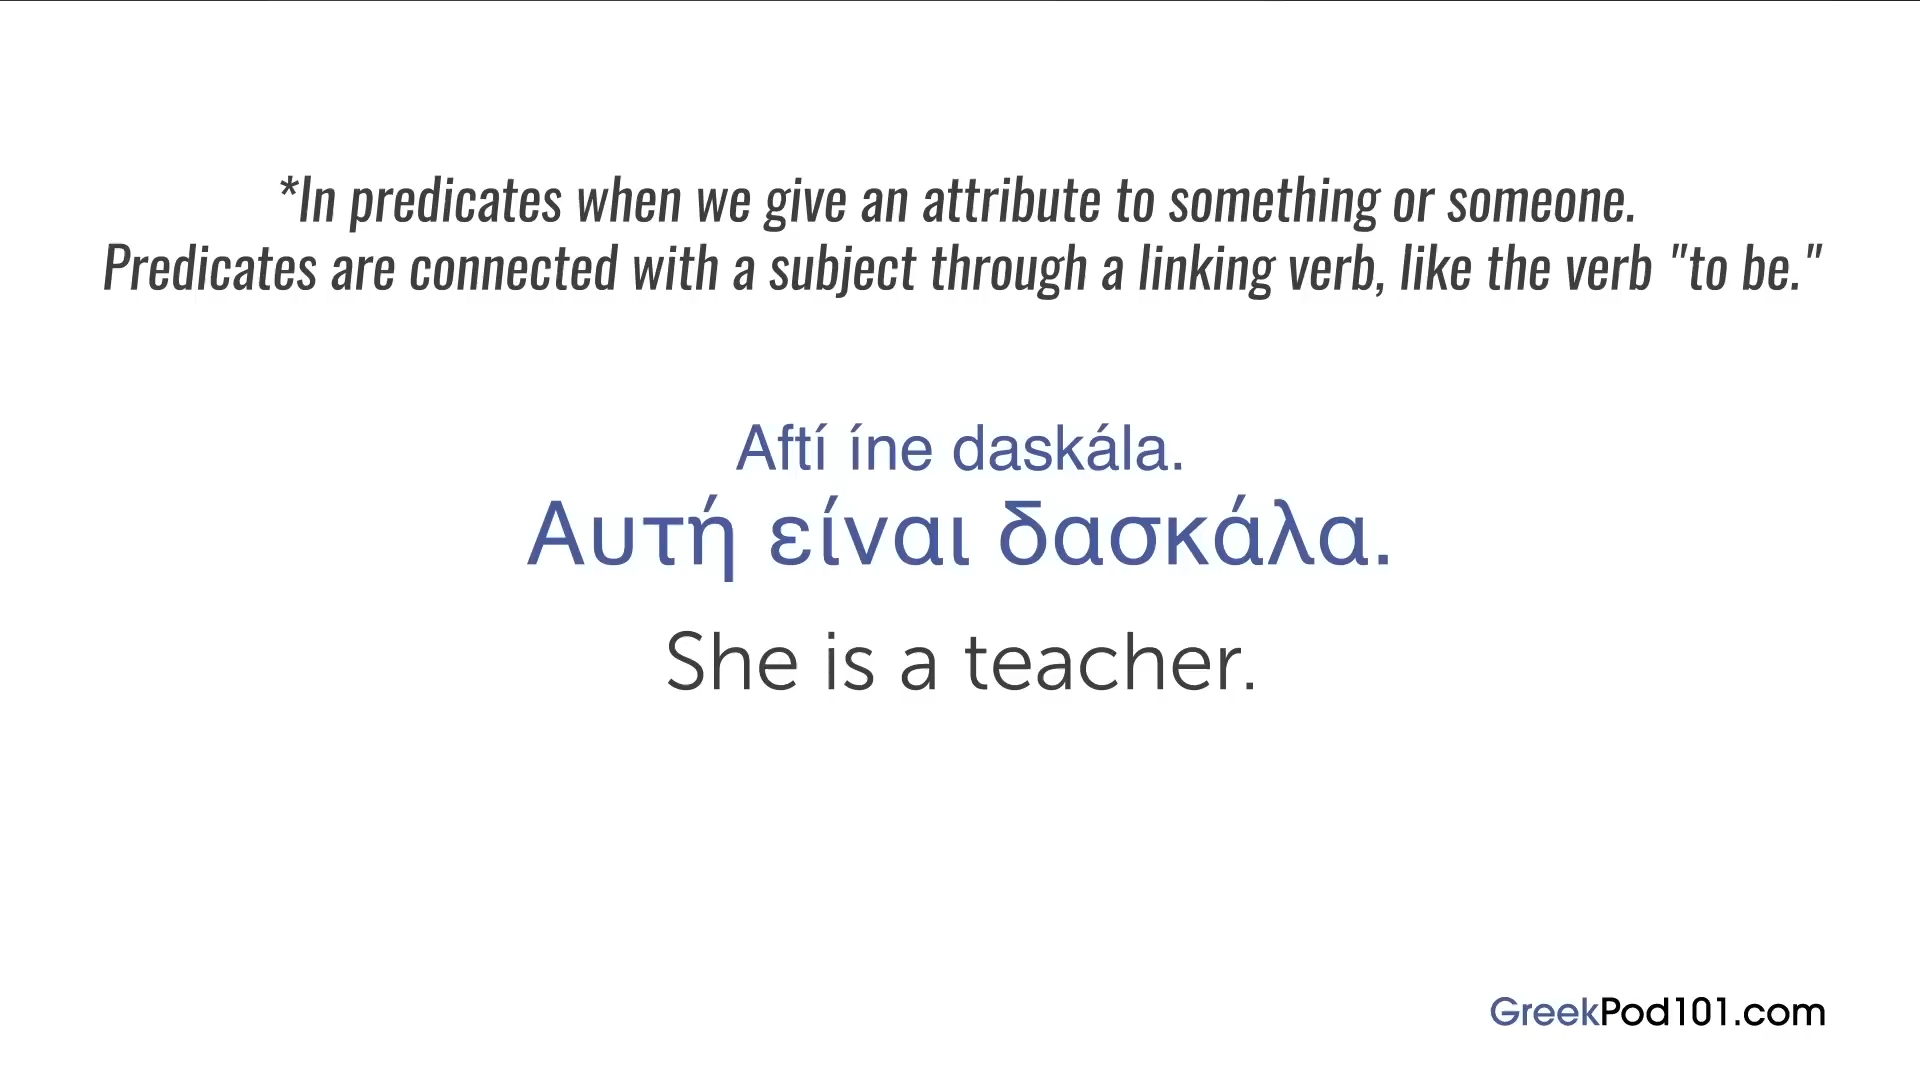 *In predicates when we give an attribute to something or someone.
Predicates are connected with a subject through a linking verb, like the verb "to be."
Aftí íne daskála.
Αυτή είναι δασκάλα.
She is a teacher.
GreekPod101.com